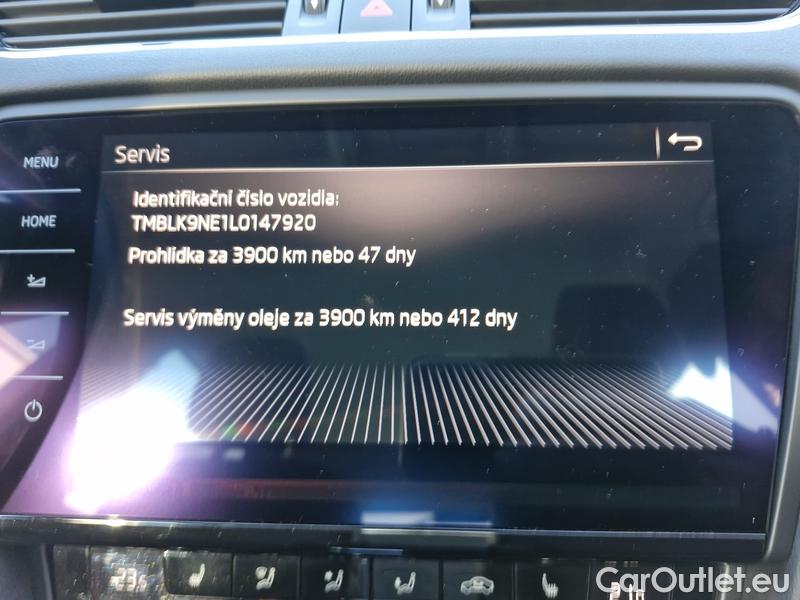 MENU
Servis
HOME
Identifikační číslo vozidla:
TMBLK9NE1L0147920
Prohlídka za 3900 km nebo 47 dny
Servis výměny oleje za 3900 km nebo 412 dny
CarOutlet.eu